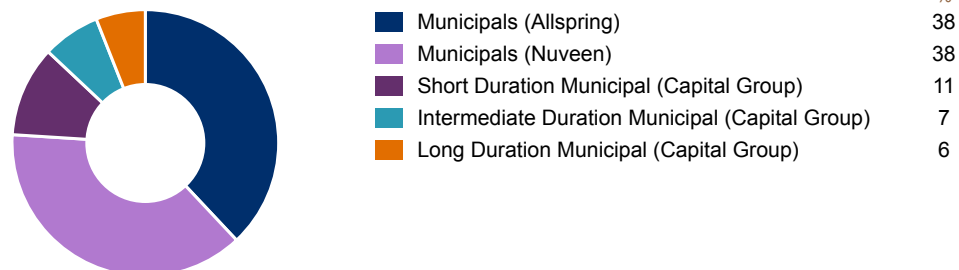 %
Municipals (Allspring) 38
Municipals (Nuveen) 38
Short Duration Municipal (Capital Group) 11
Intermediate Duration Municipal (Capital Group) 7
Long Duration Municipal (Capital Group) 6